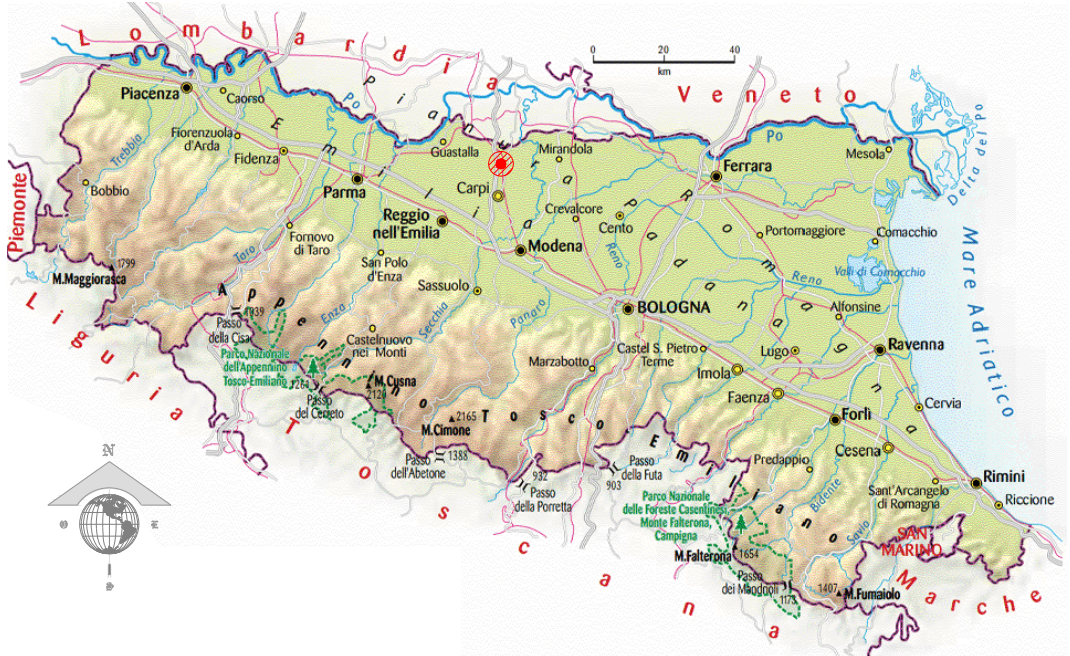 Lombardia
0 20 40
km
Veneto
Piacenza
Caorso
Po
Pianura Padana
Po
Mesola
Delta del Po
Fiorenzuola
d'Arda
Trebbia
Fidenza
Guastalla
Mirandola
Ferrara
Emilia
Romagna
Bobbio
Parma
Carpi
Crevalcore
Cento
Piemonte
Reggio
nell'Emilia
Modena
Portomaggiore
Comacchio
Mare Adriatico
Fornovo
di Taro
Taro
San Polo
d'Enza
Reno
Reno
Valli di Comacchio
1799
M.Maggiorasca
Sassuolo
Liguria
Appennino Tosco Emiliano
1039
Passo
della Cisa
Enza
Secchia
Panaro
BOLOGNA
Alfonsine
Castelnuovo
nei Monti
Parco Nazionale
dell'Appennino
Tosco-Emiliano
1261
Passo
del Cerreto
M.Cusna
2120
Marzabotto
Castel S. Pietro
Terme
Lugo
Ravenna
Imola
Faenza
2165
M.Cimone
Forlì
Cervia
Toscana
1388
Passo
dell'Abetone
932
Passo
della Porretta
903
Passo
della Futa
Predappio
Cesena
Rimini
Riccione
Sant'Arcangelo
di Romagna
Parco Nazionale
delle Foreste Casentinesi,
Monte Falterona,
Campigna
Bidente
Savio
SAN
MARINO
M.Falterona
1654
Passo
dei Mandrioli
1173
1407
M.Fumaiolo
Marche
N
O
E
S